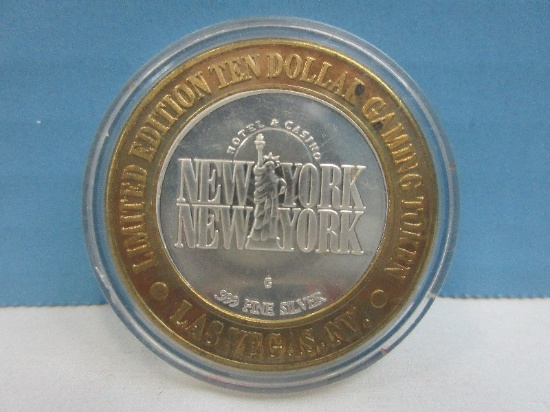 LIMITED EDITION TEN DOLLAR GAMING TOKEN
HOTEL & CASINO
NEW YORK
NEW YORK
G
.999 FINE SILVER
LAS VEGAS, NV.